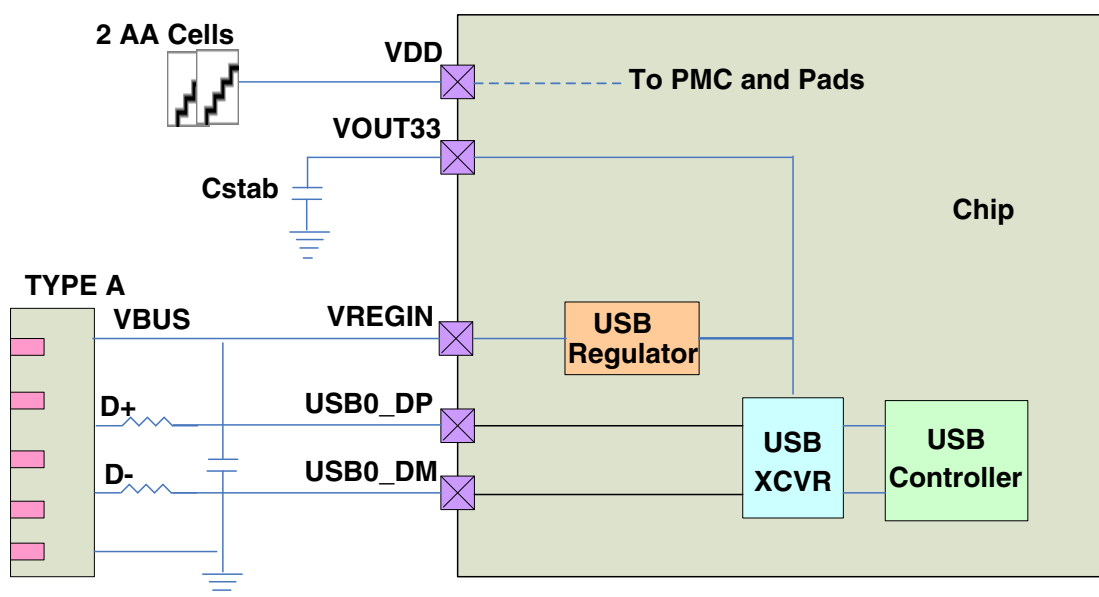 2 AA Cells
VDD
To PMC and Pads
VOUT33
Cstab
Chip
TYPE A
VBUS
VREGIN
USB
Regulator
D+
USB0_DP
D-
USB0_DM
USB
XCVR
USB
Controller